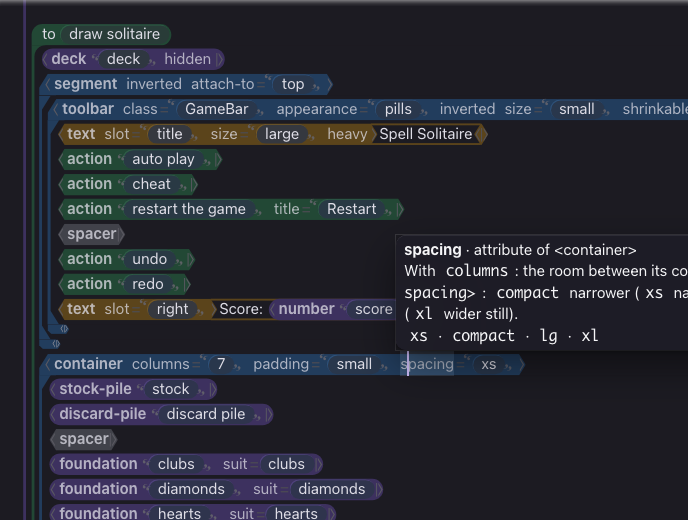 to draw solitaire
deck deck hidden
segment inverted attach-to= top
toolbar class= GameBar appearance= pills inverted size= small shrinkable
text slot= title size= large heavy Spell Solitaire
action auto play
action cheat
action restart the game title= Restart
spacer
action undo
action redo
text slot= right Score: number score
spacing · attribute of <container>
With columns : the room between its co
spacing> : compact narrower ( xs na
( xl wider still).
xs · compact · lg · xl
container columns= 7 padding= small spacing= xs
stock-pile stock
discard-pile discard pile
spacer
foundation clubs suit= clubs
foundation diamonds suit= diamonds
foundation hearts suit= hearts